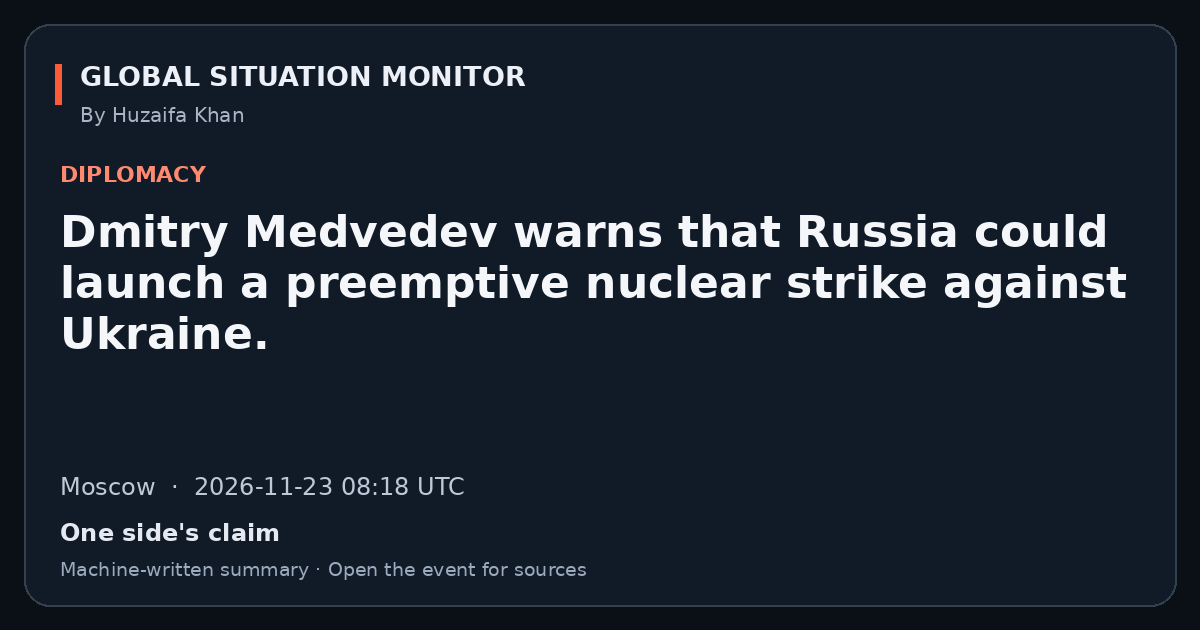 GLOBAL SITUATION MONITOR
By Huzaifa Khan
DIPLOMACY
Dmitry Medvedev warns that Russia could
launch a preemptive nuclear strike against
Ukraine.
Moscow · 2026-11-23 08:18 UTC
One side's claim
Machine-written summary · Open the event for sources